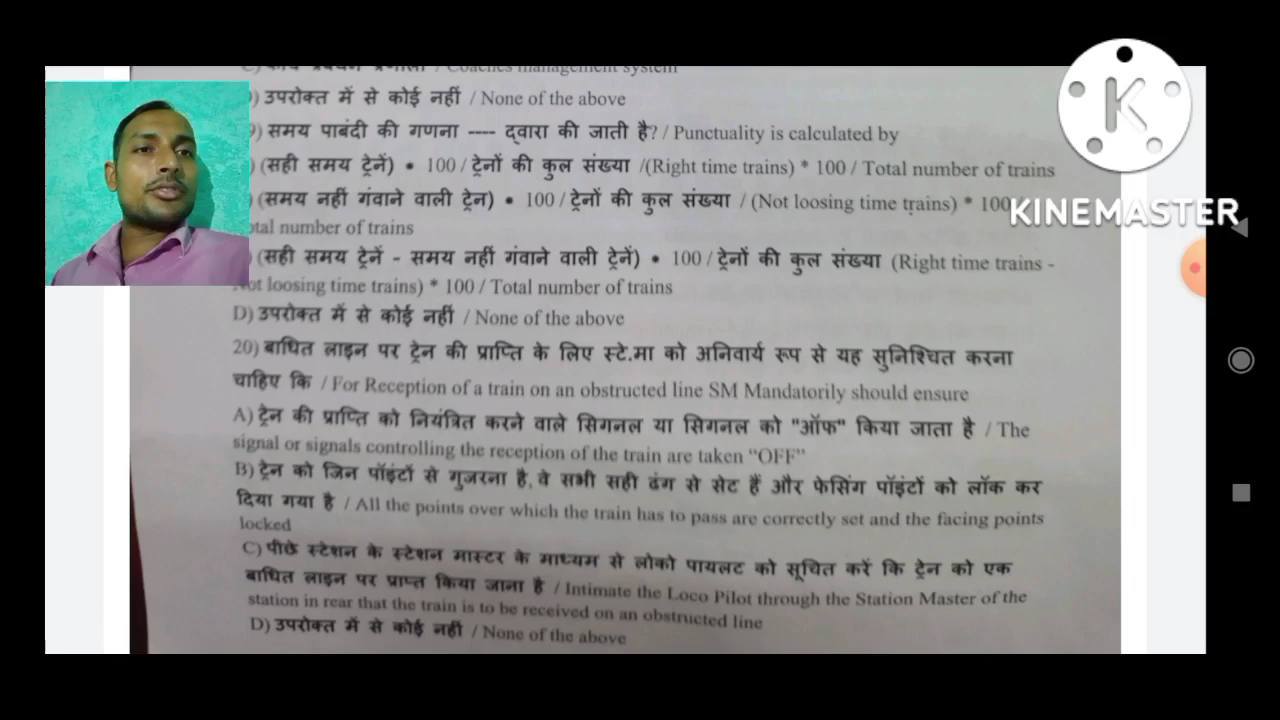 Coaches management system
) उपरोक्त में से कोई नहीं / None of the above
) समय पाबंदी की गणना ---- द्वारा की जाती है? / Punctuality is calculated by
(सही समय ट्रेनें) • 100 / ट्रेनों की कुल संख्या /(Right time trains) * 100 / Total number of trains
(समय नहीं गंवाने वाली ट्रेन) • 100 / ट्रेनों की कुल संख्या / (Not loosing time trains) * 100
number of trains
(सही समय ट्रेनें - समय नहीं गंवाने वाली ट्रेनें) • 100 / ट्रेनों की कुल संख्या (Right time trains -
loosing time trains) * 100 / Total number of trains
D) उपरोक्त में से कोई नहीं / None of the above
20) बाधित लाइन पर ट्रेन की प्राप्ति के लिए स्टे.मा को अनिवार्य रूप से यह सुनिश्चित करना
चाहिए कि / For Reception of a train on an obstructed line SM Mandatorily should ensure
A) ट्रेन की प्राप्ति को नियंत्रित करने वाले सिगनल या सिगनल को "ऑफ" किया जाता है / The
signal or signals controlling the reception of the train are taken "OFF"
B) ट्रेन को जिन पॉइंटों से गुजरना है, वे सभी सही ढंग से सेट हैं और फेसिंग पॉइंटों को लॉक कर
दिया गया है / All the points over which the train has to pass are correctly set and the facing points
locked
C) पीछे स्टेशन के स्टेशन मास्टर के माध्यम से लोको पायलट को सूचित करें कि ट्रेन को एक
बाधित लाइन पर प्राप्त किया जाना है / Intimate the Loco Pilot through the Station Master of the
station in rear that the train is to be received on an obstructed line
D) उपरोक्त में से कोई नहीं / None of the above
K
KINEMASTER